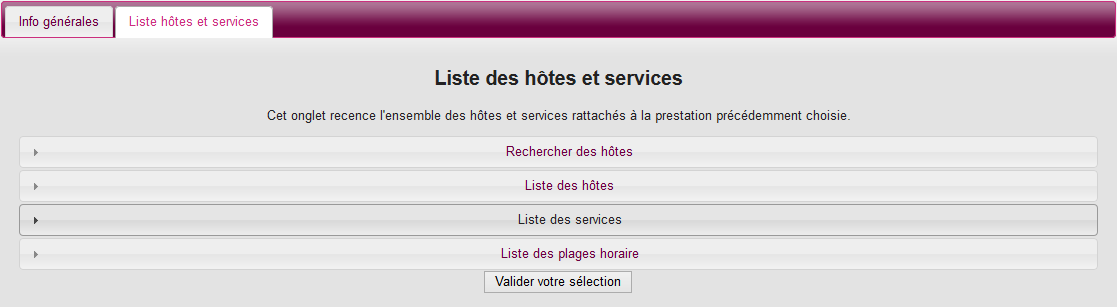 Info générales
Liste hôtes et services
Liste des hôtes et services
Cet onglet recence l'ensemble des hôtes et services rattachés à la prestation précédemment choisie.
Rechercher des hôtes
Liste des hôtes
Liste des services
Liste des plages horaire
Valider votre sélection